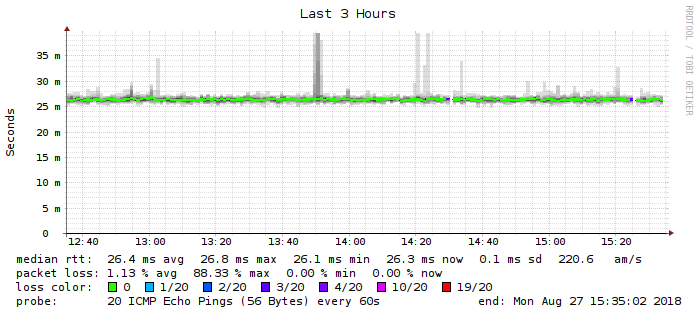 Last 3 Hours
RRDTOOL / TOBI OETIKER
Seconds
35 m
30 m
25 m
20 m
15 m
10 m
5 m
0
12:40 13:00 13:20 13:40 14:00 14:20 14:40 15:00 15:20
median rtt: 26.4 ms avg 26.8 ms max 26.1 ms min 26.3 ms now 0.1 ms sd 220.6 am/s
packet loss: 1.13 % avg 88.33 % max 0.00 % min 0.00 % now
loss color: 0 1/20 2/20 3/20 4/20 10/20 19/20
probe: 20 ICMP Echo Pings (56 Bytes) every 60s end: Mon Aug 27 15:35:02 2018